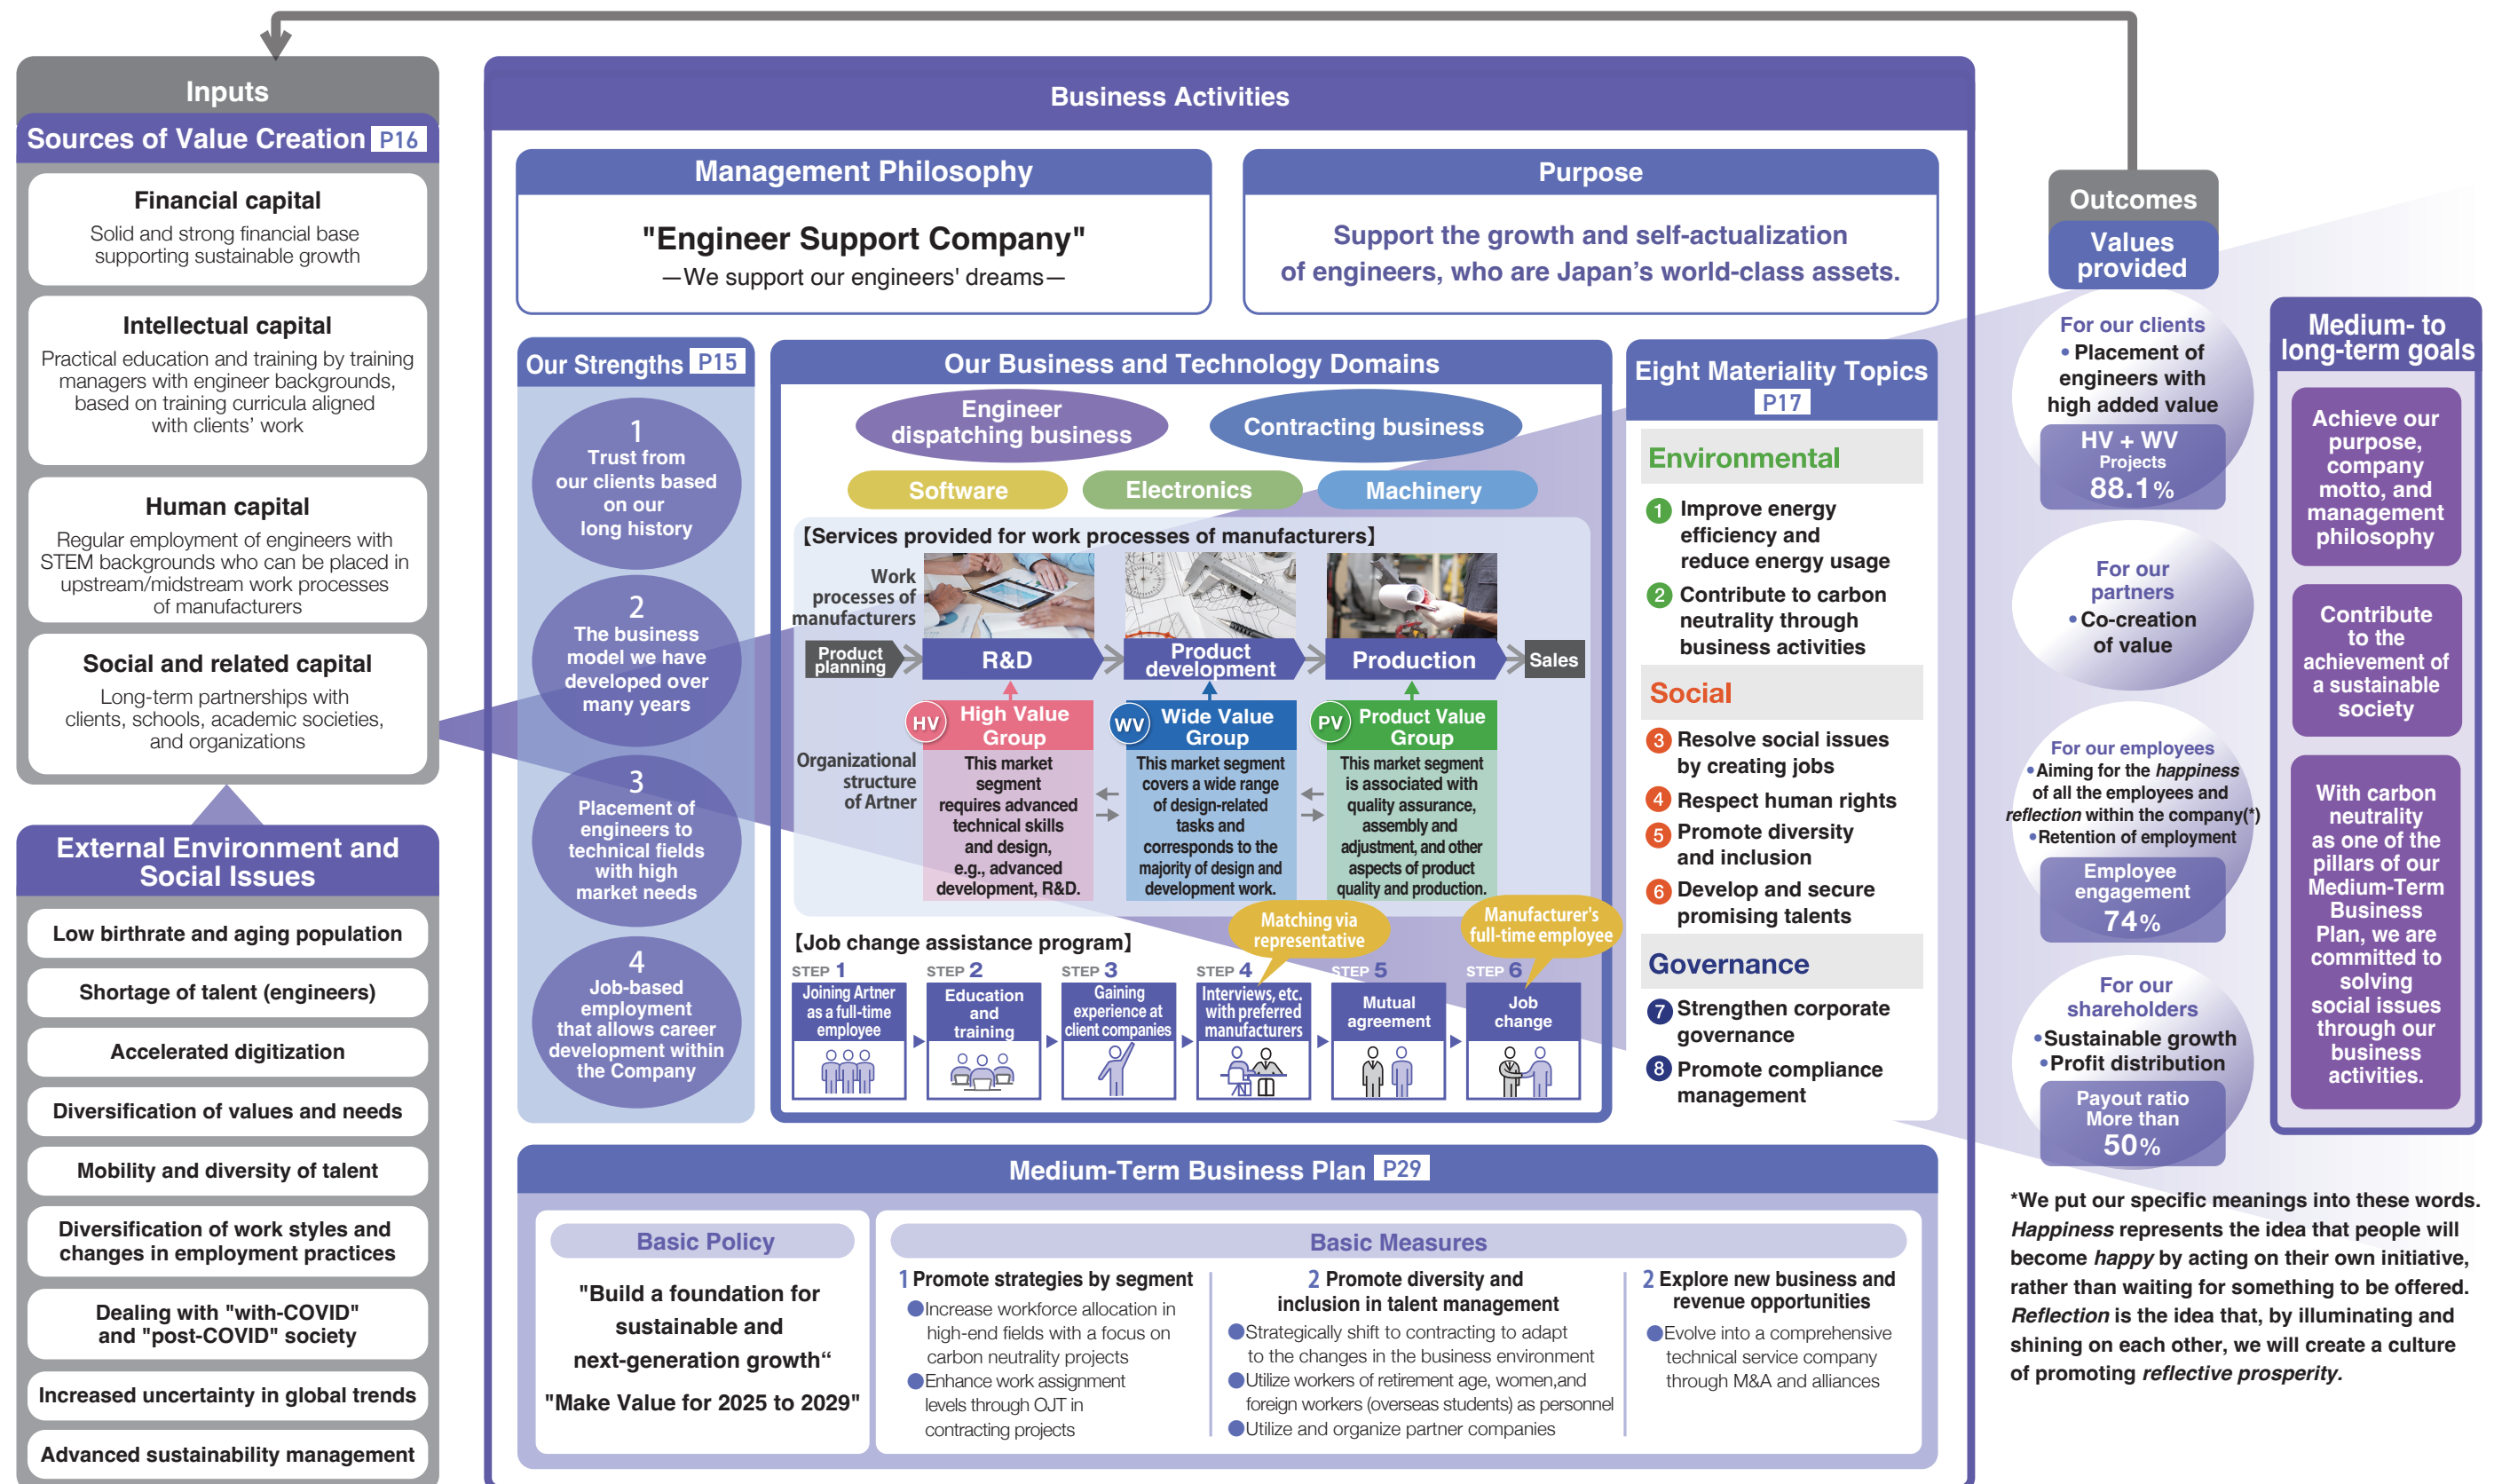 Inputs
Sources of Value Creation P16
Financial capital
Solid and strong financial base
supporting sustainable growth
Intellectual capital
Practical education and training by training
managers with engineer backgrounds,
based on training curricula aligned
with clients’ work
Human capital
Regular employment of engineers with
STEM backgrounds who can be placed in
upstream/midstream work processes
of manufacturers
Social and related capital
Long-term partnerships with
clients, schools, academic societies,
and organizations
External Environment and
Social Issues
Low birthrate and aging population
Shortage of talent (engineers)
Accelerated digitization
Diversification of values and needs
Mobility and diversity of talent
Diversification of work styles and
changes in employment practices
Dealing with "with-COVID"
and "post-COVID" society
Increased uncertainty in global trends
Advanced sustainability management
Business Activities
Management Philosophy
"Engineer Support Company"
—We support our engineers' dreams—
Purpose
Support the growth and self-actualization
of engineers, who are Japan’s world-class assets.
Our Strengths P15
1
Trust from
our clients based
on our
long history
2
The business
model we have
developed over
many years
3
Placement of
engineers to
technical fields
with high
market needs
4
Job-based
employment
that allows career
development within
the Company
Our Business and Technology Domains
Engineer
dispatching business
Contracting business
Software
Electronics
Machinery
【Services provided for work processes of manufacturers】
Work
processes of
manufacturers
Product
planning
R&D
Product
development
Production
Sales
Organizational
structure
of Artner
HV
High Value
Group
This market
segment
requires advanced
technical skills
and design,
e.g., advanced
development, R&D.
WV
Wide Value
Group
This market segment
covers a wide range
of design-related
tasks and
corresponds to the
majority of design and
development work.
PV
Product Value
Group
This market segment
is associated with
quality assurance,
assembly and
adjustment, and other
aspects of product
quality and production.
【Job change assistance program】
Matching via
representative
Manufacturer's
full-time employee
STEP 1
Joining Artner
as a full-time
employee
STEP 2
Education
and
training
STEP 3
Gaining
experience at
client companies
STEP 4
Interviews, etc.
with preferred
manufacturers
STEP 5
Mutual
agreement
STEP 6
Job
change
Eight Materiality Topics
P17
Environmental
1 Improve energy
efficiency and
reduce energy usage
2 Contribute to carbon
neutrality through
business activities
Social
3 Resolve social issues
by creating jobs
4 Respect human rights
5 Promote diversity
and inclusion
6 Develop and secure
promising talents
Governance
7 Strengthen corporate
governance
8 Promote compliance
management
Medium-Term Business Plan P29
Basic Policy
"Build a foundation for
sustainable and
next-generation growth“
"Make Value for 2025 to 2029"
Basic Measures
1 Promote strategies by segment
●Increase workforce allocation in
high-end fields with a focus on
carbon neutrality projects
●Enhance work assignment
levels through OJT in
contracting projects
2 Promote diversity and
inclusion in talent management
●Strategically shift to contracting to adapt
to the changes in the business environment
●Utilize workers of retirement age, women,and
foreign workers (overseas students) as personnel
●Utilize and organize partner companies
2 Explore new business and
revenue opportunities
●Evolve into a comprehensive
technical service company
through M&A and alliances
Outcomes
Values
provided
For our clients
• Placement of
engineers with
high added value
HV + WV
Projects
88.1%
For our
partners
• Co-creation
of value
For our employees
•Aiming for the happiness
of all the employees and
reflection within the company(*)
•Retention of employment
Employee
engagement
74%
For our
shareholders
•Sustainable growth
•Profit distribution
Payout ratio
More than
50%
Medium- to
long-term goals
Achieve our
purpose,
company
motto, and
management
philosophy
Contribute
to the
achievement of
a sustainable
society
With carbon
neutrality
as one of the
pillars of our
Medium-Term
Business
Plan, we are
committed to
solving
social issues
through our
business
activities.
*We put our specific meanings into these words.
Happiness represents the idea that people will
become happy by acting on their own initiative,
rather than waiting for something to be offered.
Reflection is the idea that, by illuminating and
shining on each other, we will create a culture
of promoting reflective prosperity.